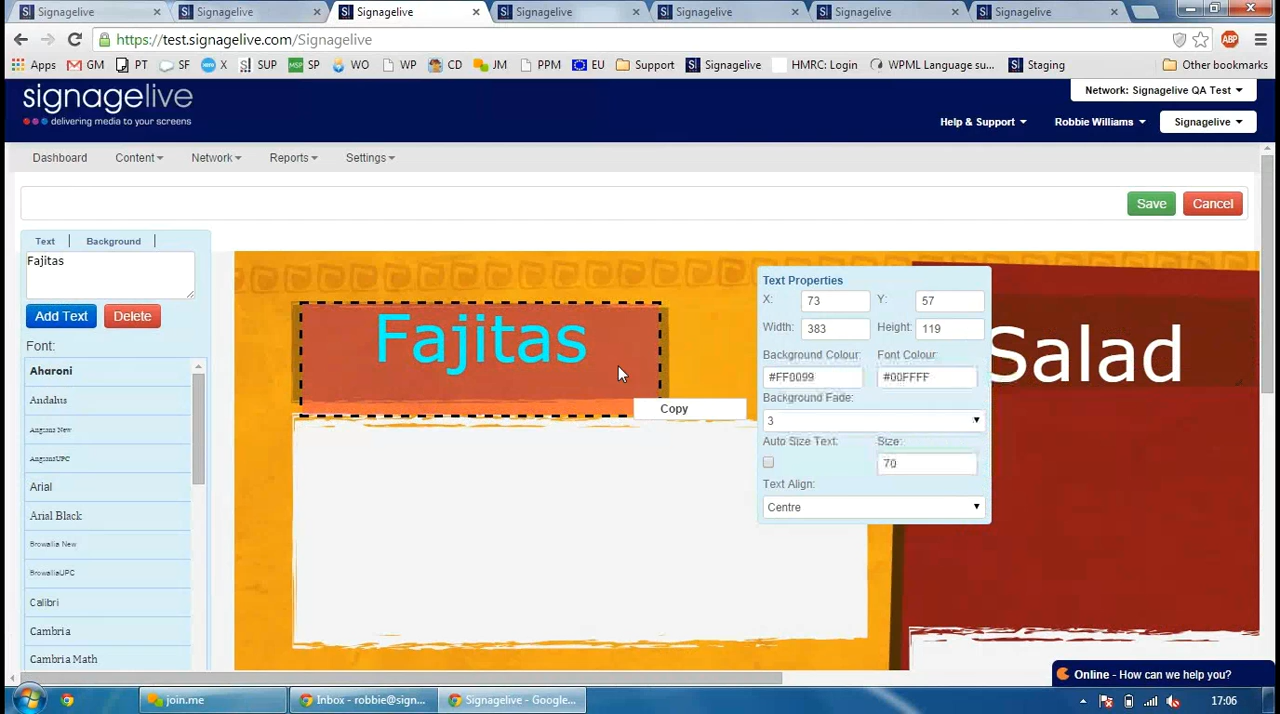 Signagelive
Signagelive
Signagelive
Signagelive
Signagelive
Signagelive
Signagelive
https://test.signagelive.com/Signagelive
ABP
Apps GM PT SF X SUP MSP SP WO WP CD JM PPM EU Support Signagelive HMRC: Login WPML Language su... Staging Other bookmarks
signagelive
delivering media to your screens
Network: Signagelive QA Test
Help & Support Robbie Williams Signagelive
Dashboard Content Network Reports Settings
Save Cancel
Text Background
Fajitas
Add Text Delete
Font:
Aharoni
Andalus
Angsana New
AngsanaUPC
Arial
Arial Black
Browallia New
BrowalliaUPC
Calibri
Cambria
Cambria Math
Fajitas
Copy
Text Properties
X: 73 Y: 57
Width: 383 Height: 119
Background Colour: Font Colour:
#FF0099 #00FFFF
Background Fade:
3
Auto Size Text: Size:
70
Text Align:
Centre
Salad
Online - How can we help you?
join.me Inbox - robbie@sign... Signagelive - Google... 17:06